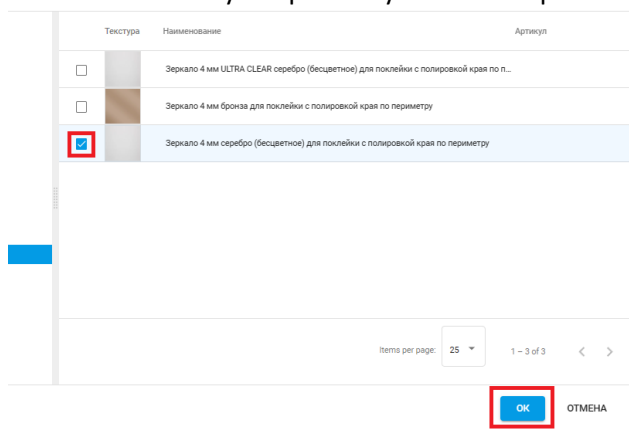 Текстура Наименование Артикул
Зеркало 4 мм ULTRA CLEAR серебро (бесцветное) для поклейки с полировкой края по п...
Зеркало 4 мм бронза для поклейки с полировкой края по периметру
Зеркало 4 мм серебро (бесцветное) для поклейки с полировкой края по периметру
Items per page: 25 1 – 3 of 3
ОК ОТМЕНА